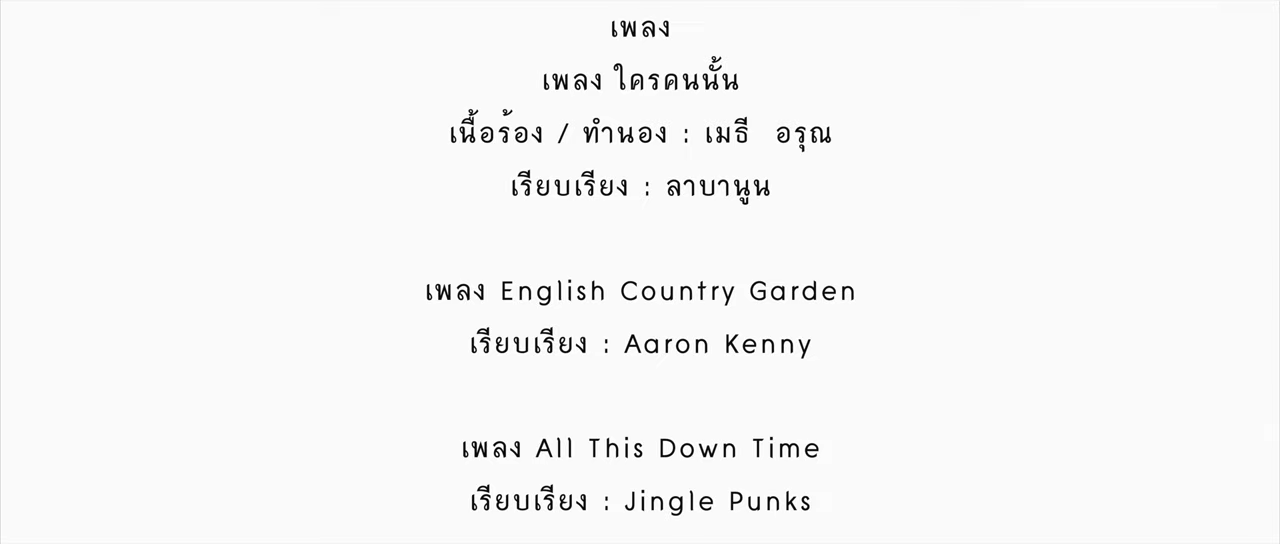 เพลง
เพลง ใครคนนั้น
เนื้อร้อง / ทำนอง : เมธี อรุณ
เรียบเรียง : ลาบานูน
เพลง English Country Garden
เรียบเรียง : Aaron Kenny
เพลง All This Down Time
เรียบเรียง : Jingle Punks